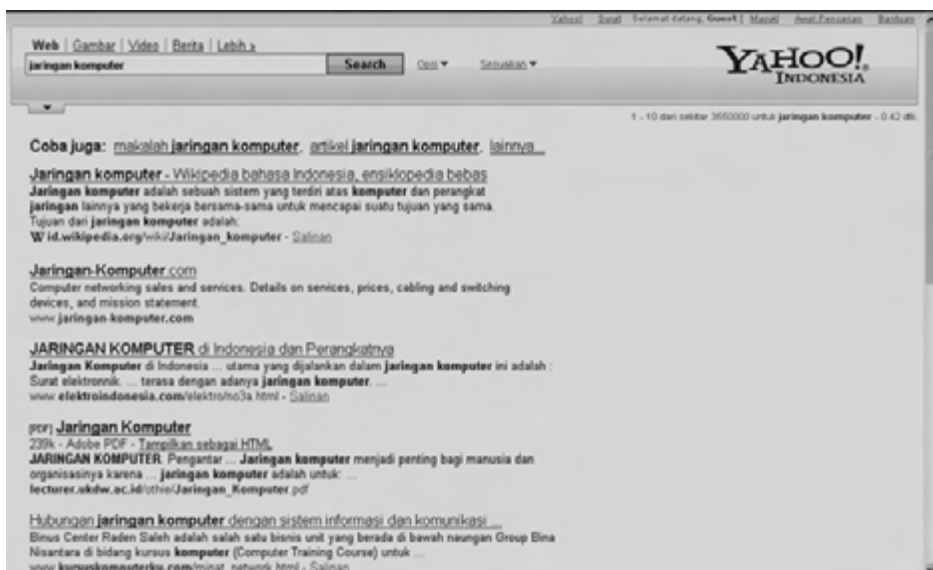 Yahoo! Surat Selamat datang, Guest [ Masuk Bantuan
Web | Gambar | Video | Berita | Lebih »
jaringan komputer Search Opsi Sesuaikan
YAHOO!
INDONESIA
1 - 10 dari sekitar 3550000 untuk jaringan komputer - 0.42 dtk.
Coba juga: makalah jaringan komputer, artikel jaringan komputer, lainnya...
Jaringan komputer - Wikipedia bahasa Indonesia, ensiklopedia bebas
Jaringan komputer adalah sebuah sistem yang terdiri atas komputer dan perangkat
jaringan lainnya yang bekerja bersama-sama untuk mencapai suatu tujuan yang sama.
Tujuan dari jaringan komputer adalah:
W id.wikipedia.org/wiki/Jaringan_komputer - Salinan
Jaringan-Komputer.com
Computer networking sales and services. Details on services, prices, cabling and switching
devices, and mission statement.
www.jaringan-komputer.com
JARINGAN KOMPUTER di Indonesia dan Perangkatnya
Jaringan Komputer di Indonesia ... utama yang dijalankan dalam jaringan komputer ini adalah :
Surat elektronnik. ... terasa dengan adanya jaringan komputer. ...
www.elektroindonesia.com/elektro/no3a.html - Salinan
[PDF] Jaringan Komputer
239k - Adobe PDF - Tampilkan sebagai HTML
JARINGAN KOMPUTER. Pengantar ... Jaringan komputer menjadi penting bagi manusia dan
organisasinya karena ... jaringan komputer adalah untuk: ...
lecturer.ukdw.ac.id/othie/Jaringan_Komputer.pdf
Hubungan jaringan komputer dengan sistem informasi dan komunikasi ...
Binus Center Raden Saleh adalah salah satu bisnis unit yang berada di bawah naungan Group Bina
Nisantara di bidang kursus komputer (Computer Training Course) untuk ...
www.kursuskomputerku.com/minat_network.html - Salinan